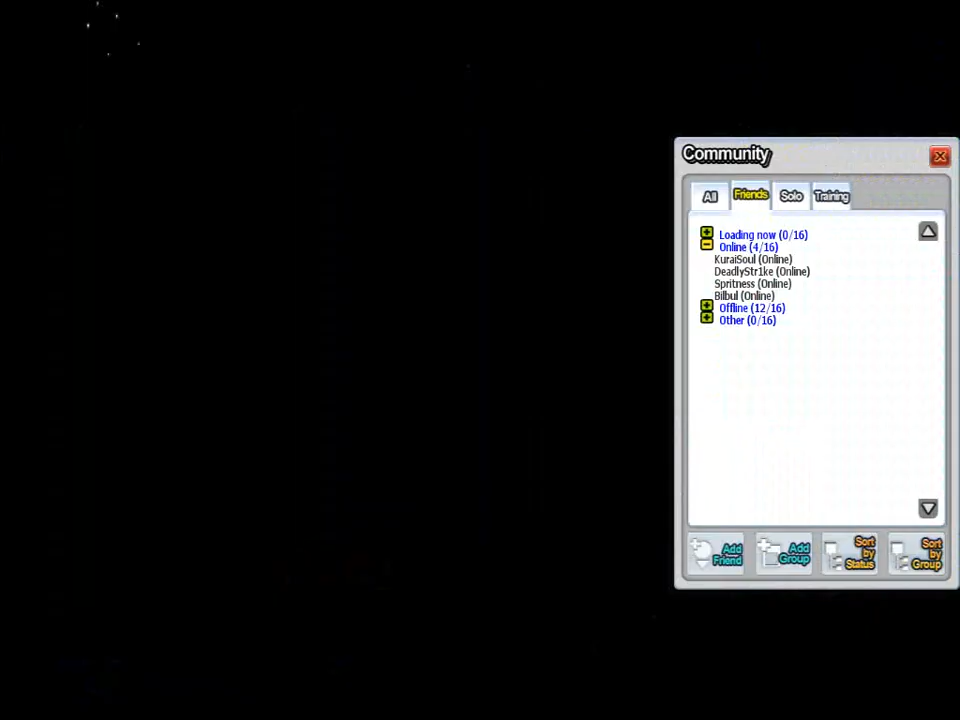 Community
All Friends Solo Training
Loading now (0/16)
Online (4/16)
KuraiSoul (Online)
DeadlyStr1ke (Online)
Spritness (Online)
Bilbul (Online)
Offline (12/16)
Other (0/16)
Add Friend
Add Group
Sort by Status
Sort by Group